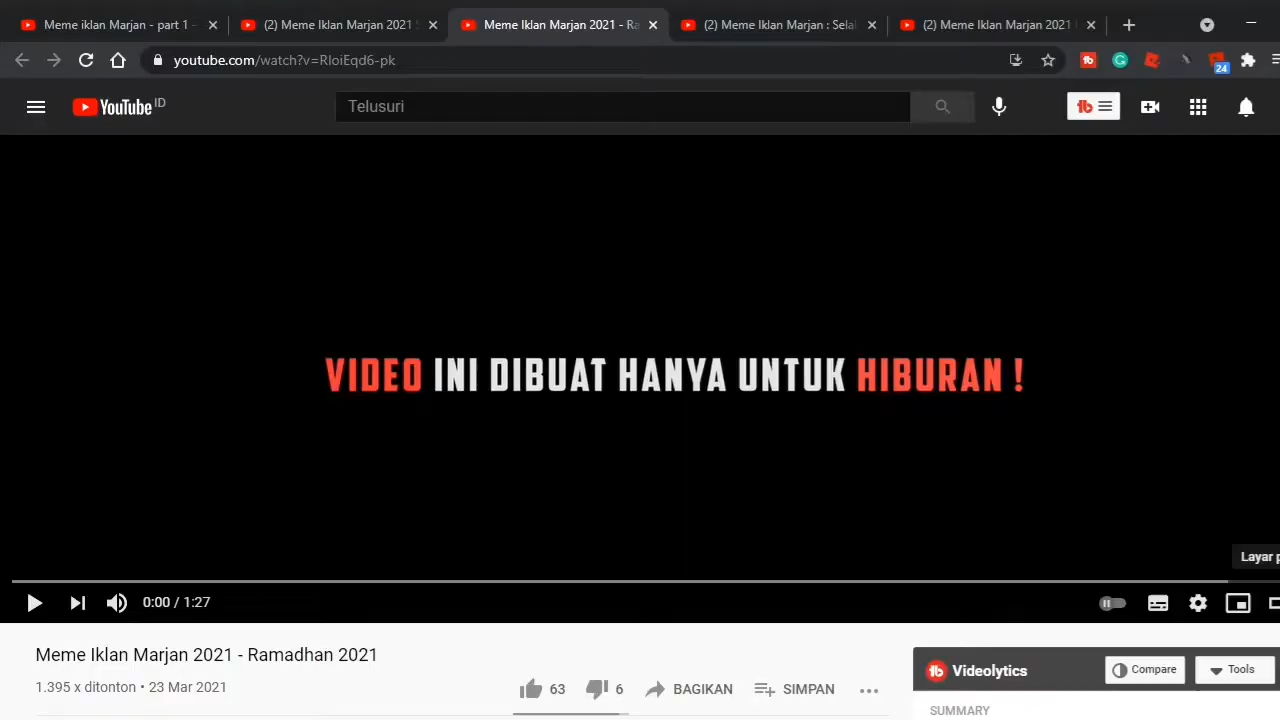 Meme iklan Marjan - part 1 -
(2) Meme Iklan Marjan 2021 S
Meme Iklan Marjan 2021 - Ra
(2) Meme Iklan Marjan : Sela
(2) Meme Iklan Marjan 2021
youtube.com/watch?v=RIoiEqd6-pk
24
YouTube ID
Telusuri
tb
VIDEO INI DIBUAT HANYA UNTUK HIBURAN !
Layar p
0:00 / 1:27
Meme Iklan Marjan 2021 - Ramadhan 2021
1.395 x ditonton • 23 Mar 2021
63
6
BAGIKAN
SIMPAN
Videolytics
Compare
Tools
SUMMARY